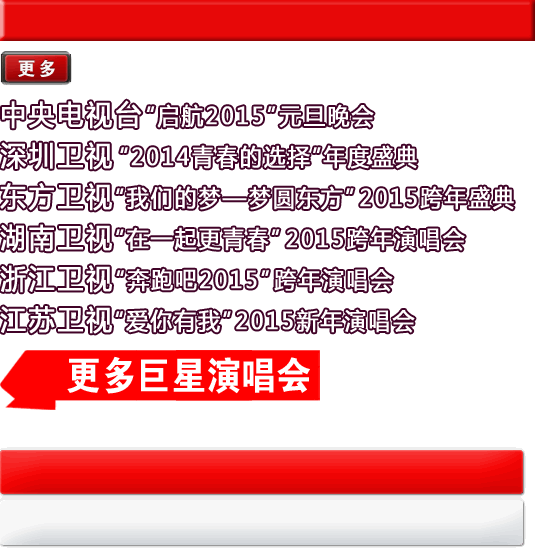 更多
中央电视台“启航2015”元旦晚会
深圳卫视“2014青春的选择”年度盛典
东方卫视“我们的梦—梦圆东方”2015跨年盛典
湖南卫视“在一起更青春”2015跨年演唱会
浙江卫视“奔跑吧2015”跨年演唱会
江苏卫视“爱你有我”2015新年演唱会
更多巨星演唱会